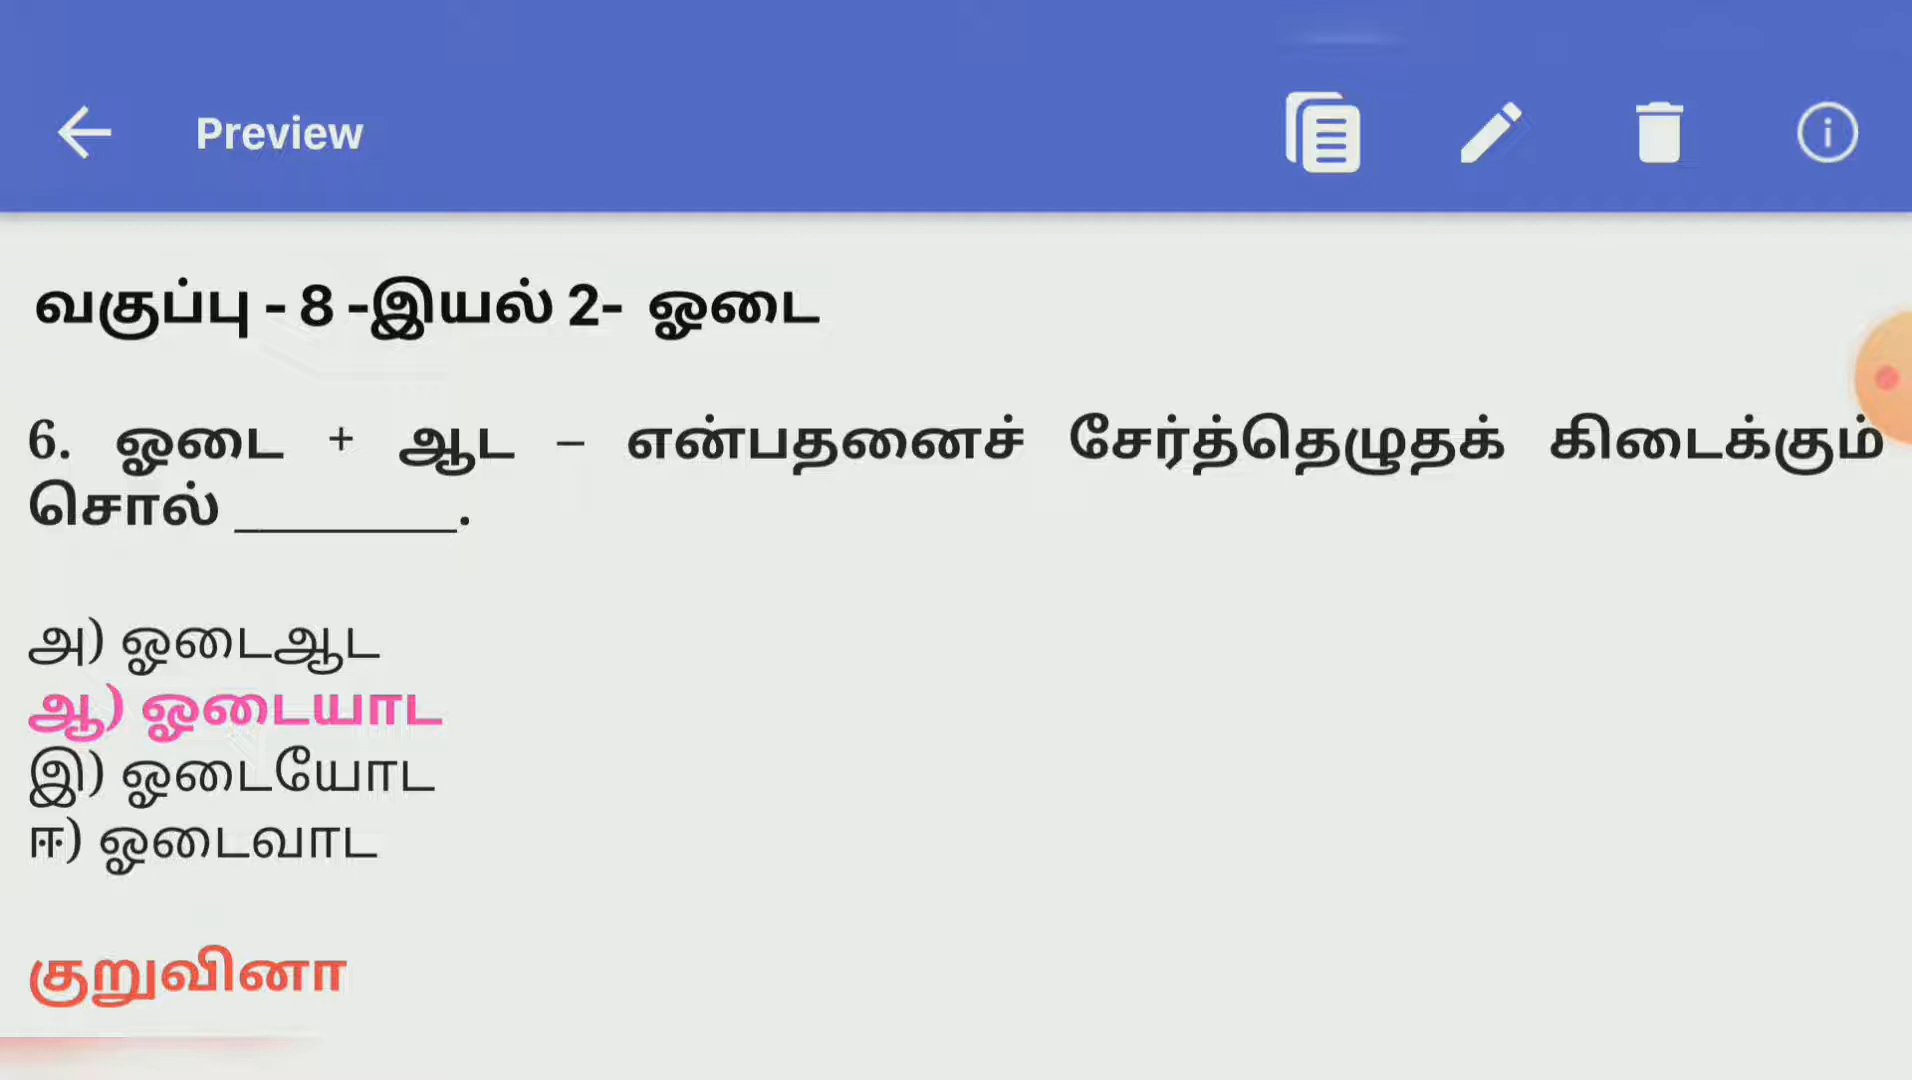 Preview
வகுப்பு - 8 -இயல் 2- ஓடை
6. ஓடை + ஆட – என்பதனைச் சேர்த்தெழுதக் கிடைக்கும்
சொல் ________.
அ) ஓடைஆட
ஆ) ஓடையாட
இ) ஓடையோட
ஈ) ஓடைவாட
குறுவினா